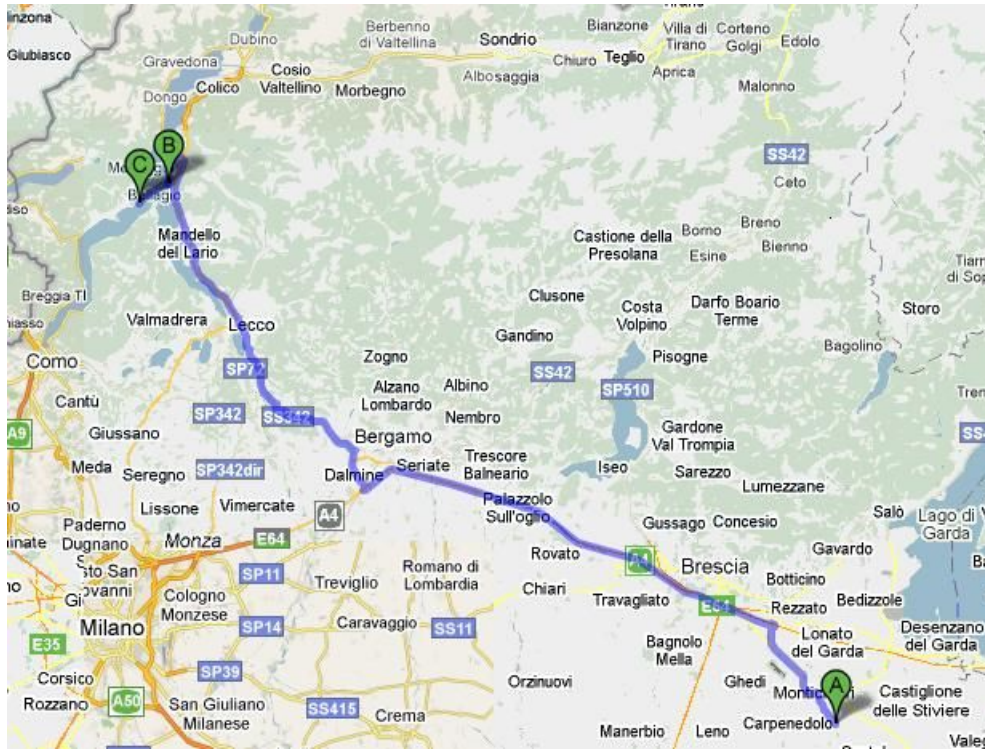 onzona
Giubiasco
Dubino
Berbenno
di Valtellina
Sondrio
Bianzone
Villa di
Tirano
Corteno
Golgi
Edolo
Gravedona
Colico
Cosio
Valtellino
Morbegno
Albosaggia
Chiuro
Teglio
Aprica
Malonno
Dongo
B
C
SS42
Ceto
Mandello
del Lario
Castione della
Presolana
Borno
Esine
Breno
Bienno
Breggia TI
Valmadrera
Lecco
Clusone
Costa
Volpino
Darfo Boario
Terme
Storo
Gandino
Bagolino
Como
SP72
Zogno
Pisogne
SS42
SP510
Cantù
Alzano
Lombardo
Albino
Nembro
A9
SP342
SS342
Giussano
Bergamo
Gardone
Val Trompia
Meda
Seregno
SP342dir
Dalmine
Seriate
Trescore
Balneario
Iseo
Sarezzo
Lumezzane
Lissone
Vimercate
A4
Palazzolo
Sull'oglio
Salò
Lago di
Garda
Paderno
Dugnano
Monza
E64
Gussago
Concesio
Gavardo
SP11
Rovato
A4
Brescia
Botticino
Cologno
Monzese
Treviglio
Romano di
Lombardia
Chiari
Travagliato
E64
Rezzato
Bedizzole
Milano
SP14
Caravaggio
SS11
Lonato
del Garda
Desenzano
del Garda
E35
Bagnolo
Mella
Corsico
SP39
Orzinuovi
Ghedi
A
Castiglione
delle Stiviere
Rozzano
A50
San Giuliano
Milanese
SS415
Crema
Manerbio
Leno
Carpenedolo